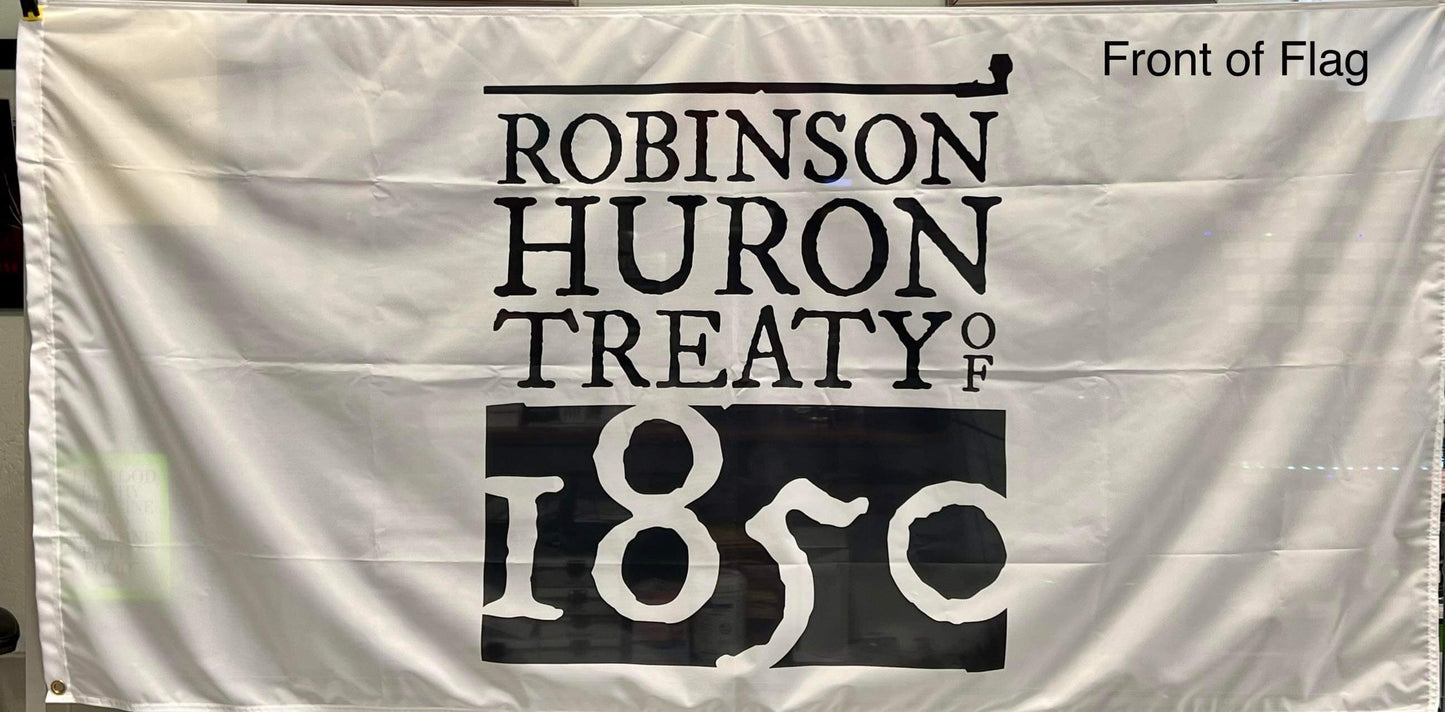 Front of Flag
ROBINSON
HURON
TREATY OF
1850